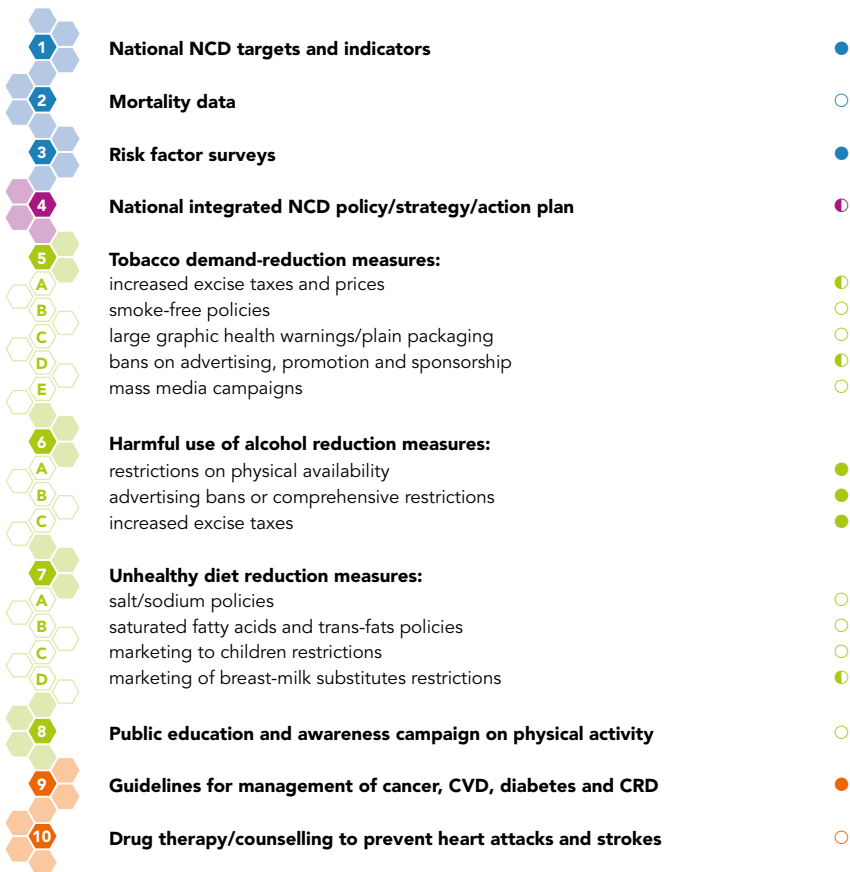 1 National NCD targets and indicators
2 Mortality data
3 Risk factor surveys
4 National integrated NCD policy/strategy/action plan
5 Tobacco demand-reduction measures:
A increased excise taxes and prices
B smoke-free policies
C large graphic health warnings/plain packaging
D bans on advertising, promotion and sponsorship
E mass media campaigns
6 Harmful use of alcohol reduction measures:
A restrictions on physical availability
B advertising bans or comprehensive restrictions
C increased excise taxes
7 Unhealthy diet reduction measures:
A salt/sodium policies
B saturated fatty acids and trans-fats policies
C marketing to children restrictions
D marketing of breast-milk substitutes restrictions
8 Public education and awareness campaign on physical activity
9 Guidelines for management of cancer, CVD, diabetes and CRD
10 Drug therapy/counselling to prevent heart attacks and strokes